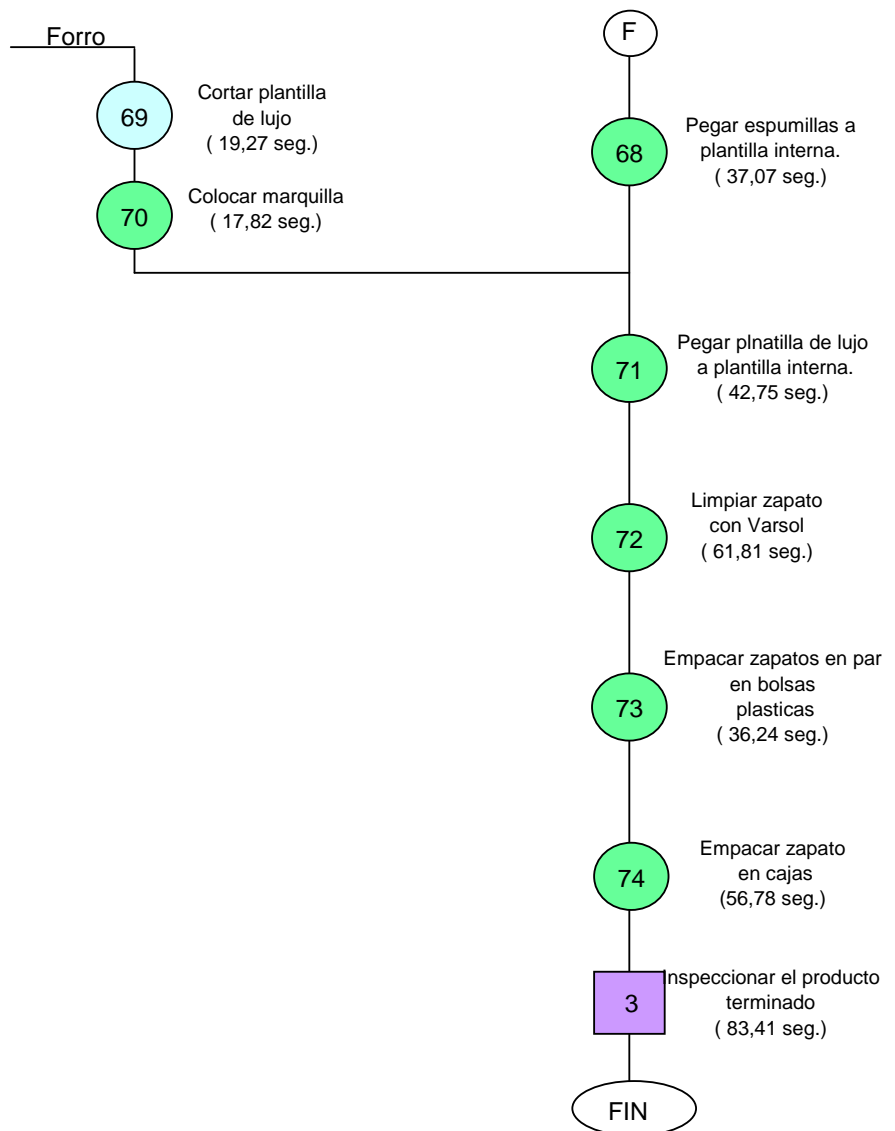 Forro
69
Cortar plantilla
de lujo
( 19,27 seg.)
70
Colocar marquilla
( 17,82 seg.)
F
68
Pegar espumillas a
plantilla interna.
( 37,07 seg.)
71
Pegar plnatilla de lujo
a plantilla interna.
( 42,75 seg.)
72
Limpiar zapato
con Varsol
( 61,81 seg.)
73
Empacar zapatos en par
en bolsas
plasticas
( 36,24 seg.)
74
Empacar zapato
en cajas
(56,78 seg.)
3
Inspeccionar el producto
terminado
( 83,41 seg.)
FIN